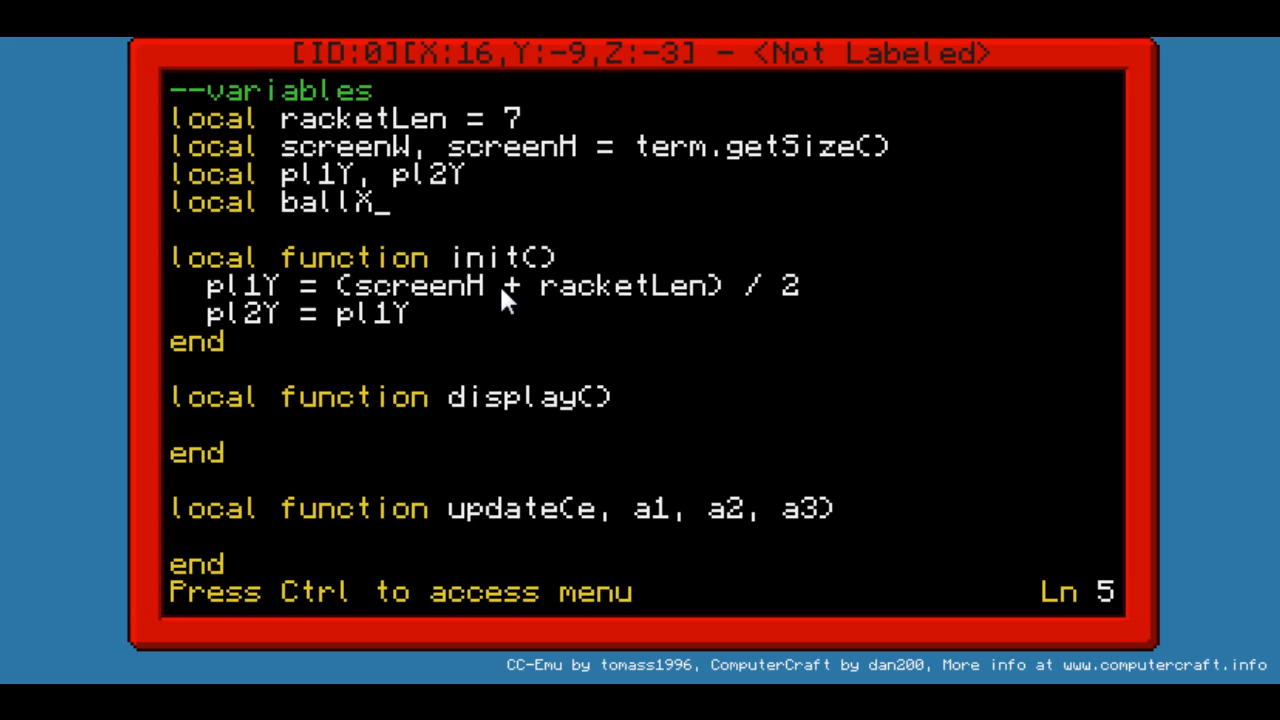 [ID:0][X:16,Y:-9,Z:-3] - <Not Labeled>
--variables
local racketLen = 7
local screenW, screenH = term.getSize()
local pl1Y, pl2Y
local ballX_
local function init()
  pl1Y = (screenH + racketLen) / 2
  pl2Y = pl1Y
end
local function display()
end
local function update(e, a1, a2, a3)
end
Press Ctrl to access menu Ln 5
CC-Emu by tomass1996, ComputerCraft by dan200, More info at www.computercraft.info